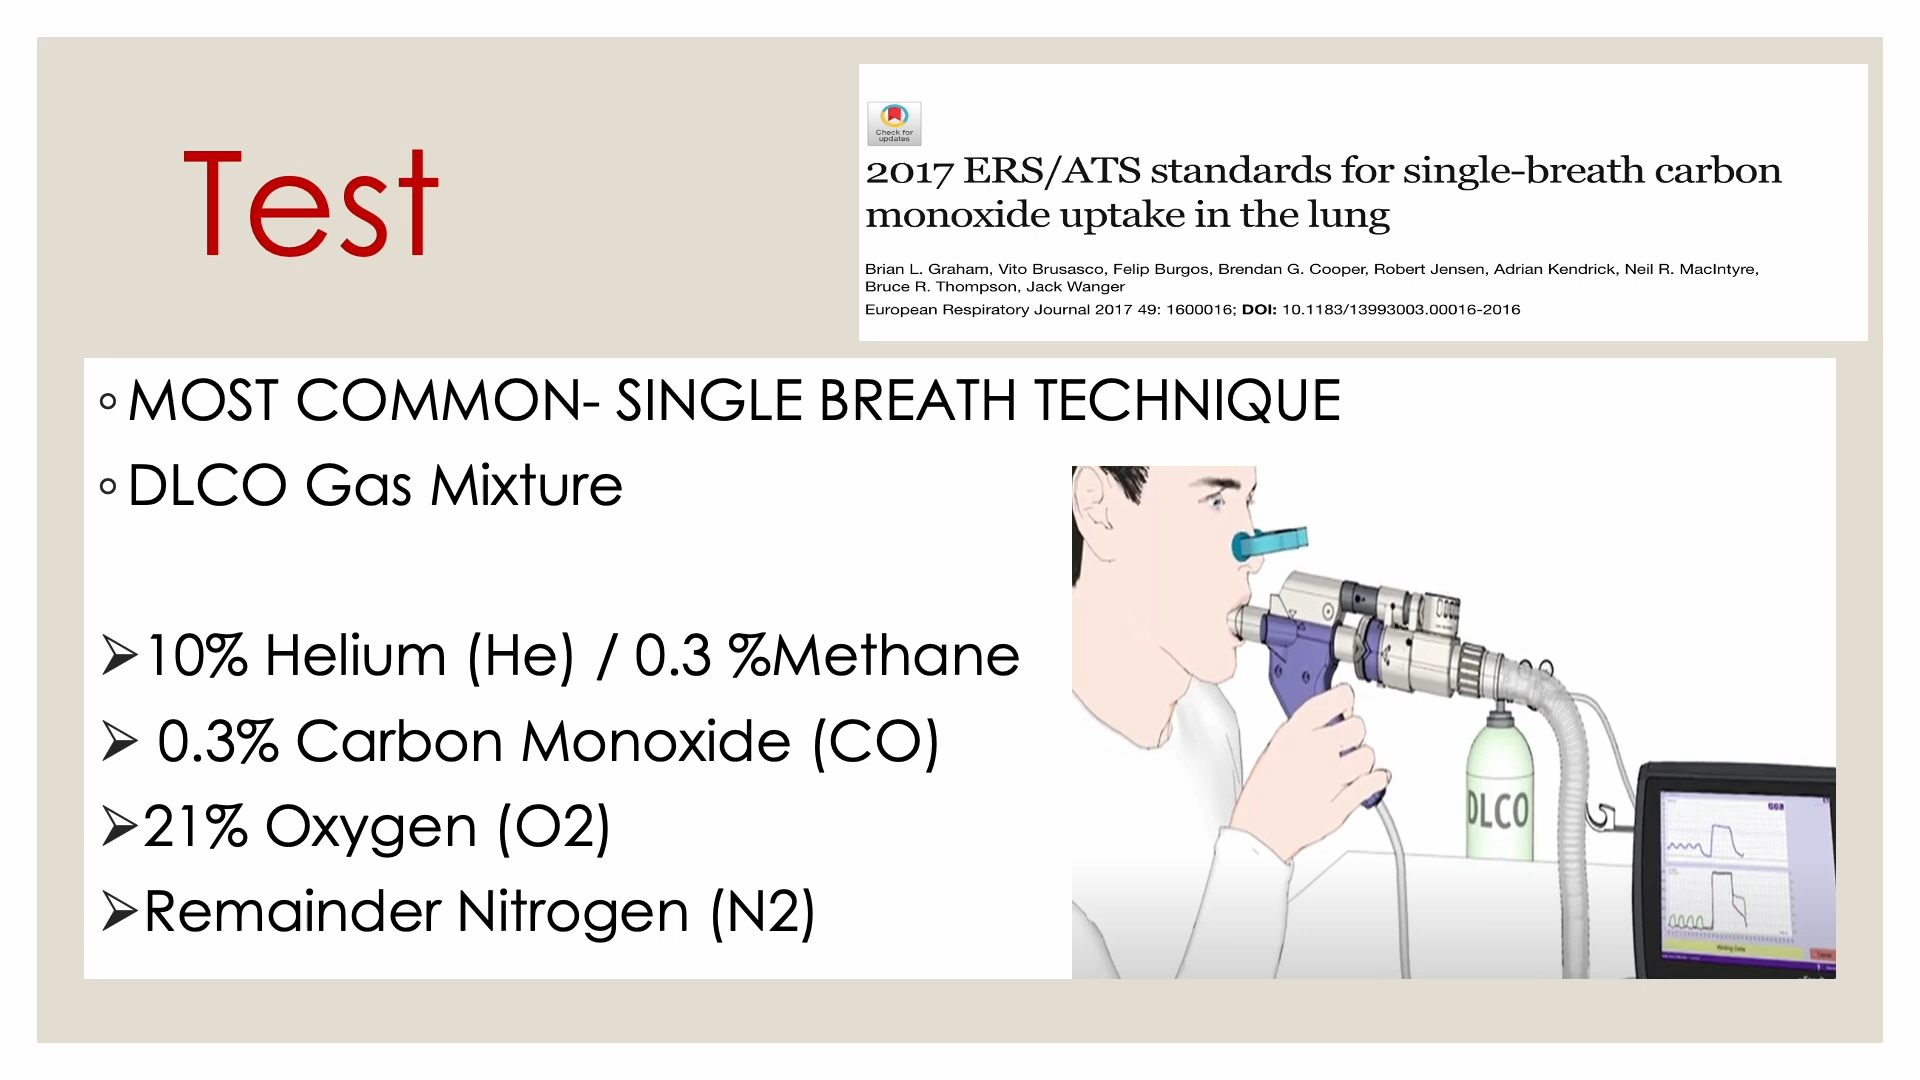 Test
Check for
updates
2017 ERS/ATS standards for single-breath carbon
monoxide uptake in the lung
Brian L. Graham, Vito Brusasco, Felip Burgos, Brendan G. Cooper, Robert Jensen, Adrian Kendrick, Neil R. MacIntyre,
Bruce R. Thompson, Jack Wanger
European Respiratory Journal 2017 49: 1600016; DOI: 10.1183/13993003.00016-2016
◦ MOST COMMON- SINGLE BREATH TECHNIQUE
◦ DLCO Gas Mixture
➢10% Helium (He) / 0.3 %Methane
➢ 0.3% Carbon Monoxide (CO)
➢21% Oxygen (O2)
➢Remainder Nitrogen (N2)
DLCO